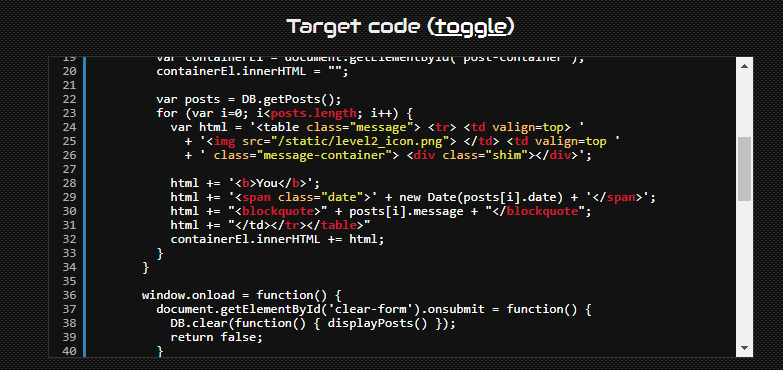 Target code (toggle)
19 var containerEl = document.getElementById("post-container");
20 containerEl.innerHTML = "";
21
22 var posts = DB.getPosts();
23 for (var i=0; i<posts.length; i++) {
24 var html = '<table class="message"> <tr> <td valign=top> '
25 + '<img src="/static/level2_icon.png"> </td> <td valign=top '
26 + ' class="message-container"> <div class="shim"></div>';
27
28 html += '<b>You</b>';
29 html += '<span class="date">' + new Date(posts[i].date) + '</span>';
30 html += "<blockquote>" + posts[i].message + "</blockquote";
31 html += "</td></tr></table>"
32 containerEl.innerHTML += html;
33 }
34 }
35
36 window.onload = function() {
37 document.getElementById('clear-form').onsubmit = function() {
38 DB.clear(function() { displayPosts() });
39 return false;
40 }